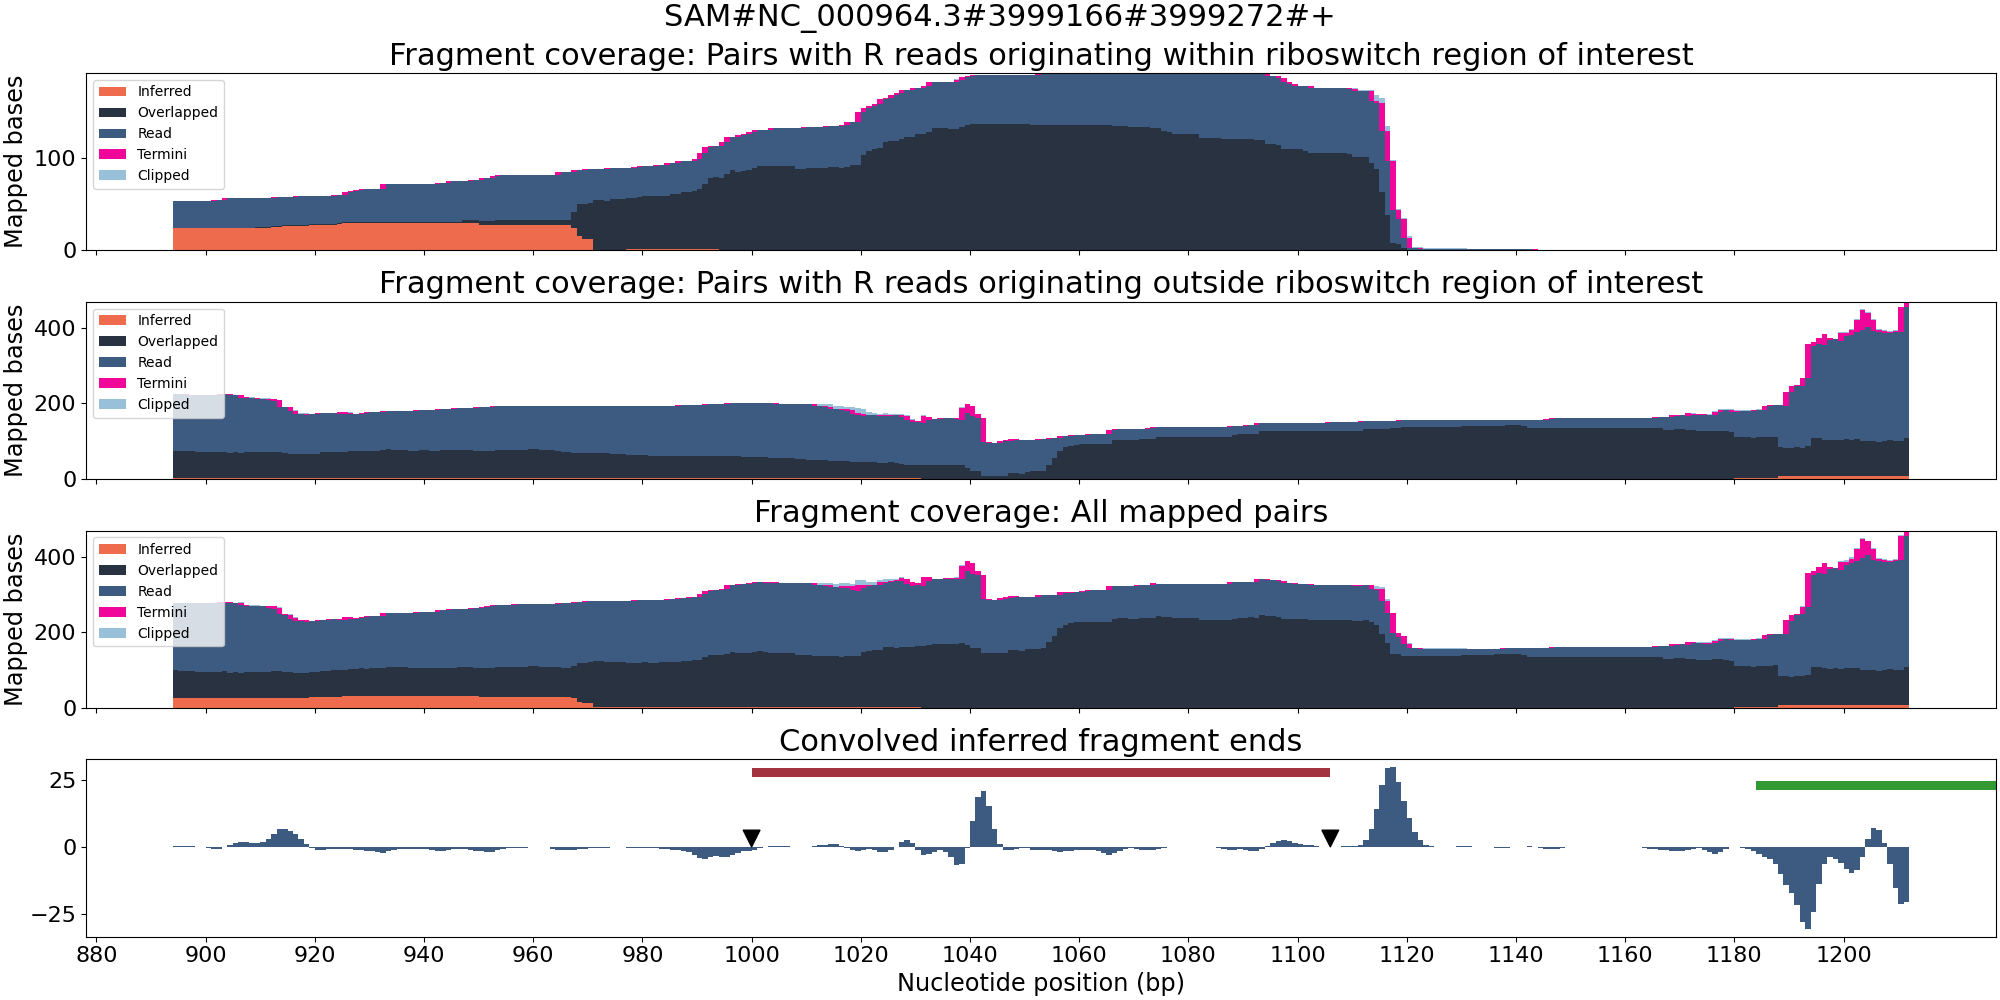 SAM#NC_000964.3#3999166#3999272#+
Fragment coverage: Pairs with R reads originating within riboswitch region of interest
Mapped bases
100
0
Inferred
Overlapped
Read
Termini
Clipped
Fragment coverage: Pairs with R reads originating outside riboswitch region of interest
Mapped bases
400
200
0
Inferred
Overlapped
Read
Termini
Clipped
Fragment coverage: All mapped pairs
Mapped bases
400
200
0
Inferred
Overlapped
Read
Termini
Clipped
Convolved inferred fragment ends
25
0
−25
880 900 920 940 960 980 1000 1020 1040 1060 1080 1100 1120 1140 1160 1180 1200
Nucleotide position (bp)